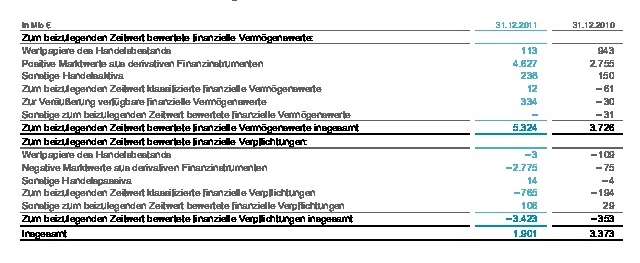 in Mio € 31.12.2011 31.12.2010
Zum beizulegenden Zeitwert bewertete finanzielle Vermögenswerte:
Wertpapiere des Handelsbestands 113 943
Positive Marktwerte aus derivativen Finanzinstrumenten 4.627 2.755
Sonstige Handelsaktiva 238 150
Zum beizulegenden Zeitwert klassifizierte finanzielle Vermögenswerte 12 –61
Zur Veräußerung verfügbare finanzielle Vermögenswerte 334 –30
Sonstige zum beizulegenden Zeitwert bewertete finanzielle Vermögenswerte – –31
Zum beizulegenden Zeitwert bewertete finanzielle Vermögenswerte insgesamt 5.324 3.726
Zum beizulegenden Zeitwert bewertete finanzielle Verpflichtungen:
Wertpapiere des Handelsbestands –3 –109
Negative Marktwerte aus derivativen Finanzinstrumenten –2.775 –75
Sonstige Handelspassiva 14 –4
Zum beizulegenden Zeitwert klassifizierte finanzielle Verpflichtungen –765 –194
Sonstige zum beizulegenden Zeitwert bewertete finanzielle Verpflichtungen 106 29
Zum beizulegenden Zeitwert bewertete finanzielle Verpflichtungen insgesamt –3.423 –353
Insgesamt 1.901 3.373